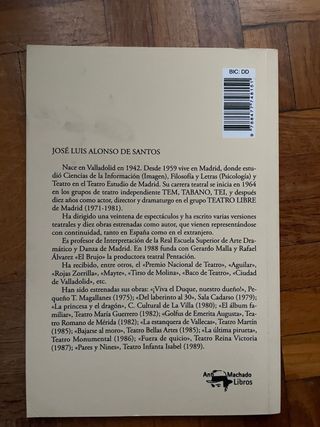 BIC: DD
JOSÉ LUIS ALONSO DE SANTOS
Nace en Valladolid en 1942. Desde 1959 vive en Madrid, donde estu-
dió Ciencias de la Información (Imagen), Filosofía y Letras (Psicología) y
Teatro en el Teatro Estudio de Madrid. Su carrera teatral se inicia en 1964
en los grupos de teatro independiente TEM, TABANO, TEI, y después
diez años como actor, director y dramaturgo en el grupo TEATRO LIBRE
de Madrid (1971-1981).
Ha dirigido una veintena de espectáculos y ha escrito varias versiones
teatrales y diez obras estrenadas como autor, que vienen representándose
con continuidad, tanto en España como en el extranjero.
Es profesor de Interpretación de la Real Escuela Superior de Arte Dra-
mático y Danza de Madrid. En 1988 funda con Gerardo Malla y Rafael
Álvarez «El Brujo» la productora teatral Pentación.
Ha recibido, entre otros, el «Premio Nacional de Teatro», «Aguilar»,
«Rojas Zorrilla», «Mayte», «Tirso de Molina», «Baco de Teatro», «Ciudad
de Valladolid», etc.
Han sido estrenadas sus obras: «¡Viva el Duque, nuestro dueño!», Pe-
queño T. Magallanes (1975); «Del laberinto al 30», Sala Cadarso (1979);
«La princesa y el dragón», C. Cultural de La Villa (1980); «El álbum fa-
miliar», Teatro María Guerrero (1982); «Golfus de Emerita Augusta», Tea-
tro Romano de Mérida (1982); «La estanquera de Vallecas», Teatro Martín
(1985); «Bajarse al moro», Teatro Bellas Artes (1985); «La última pirueta»,
Teatro Monumental (1986); «Fuera de quicio», Teatro Reina Victoria
(1987); «Pares y Nines», Teatro Infanta Isabel (1989).
Machado
Libros